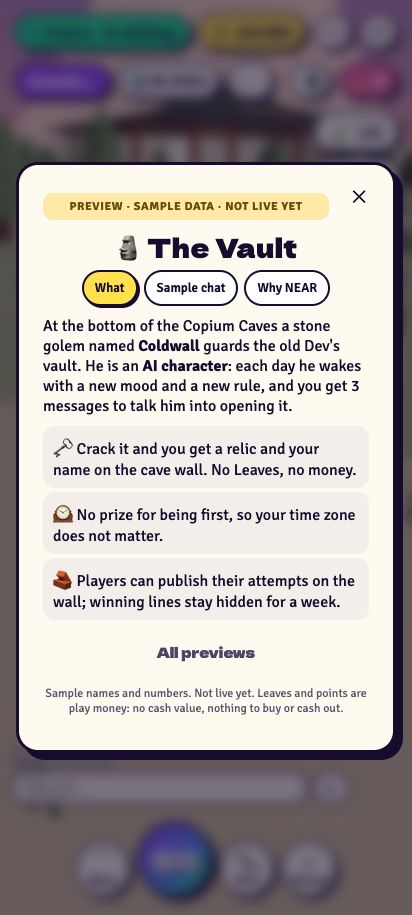 PREVIEW · SAMPLE DATA · NOT LIVE YET
The Vault
What
Sample chat
Why NEAR
At the bottom of the Copium Caves a stone
golem named Coldwall guards the old Dev's
vault. He is an AI character: each day he wakes
with a new mood and a new rule, and you get 3
messages to talk him into opening it.
Crack it and you get a relic and your
name on the cave wall. No Leaves, no money.
No prize for being first, so your time zone
does not matter.
Players can publish their attempts on the
wall; winning lines stay hidden for a week.
All previews
Sample names and numbers. Not live yet. Leaves and points are
play money: no cash value, nothing to buy or cash out.